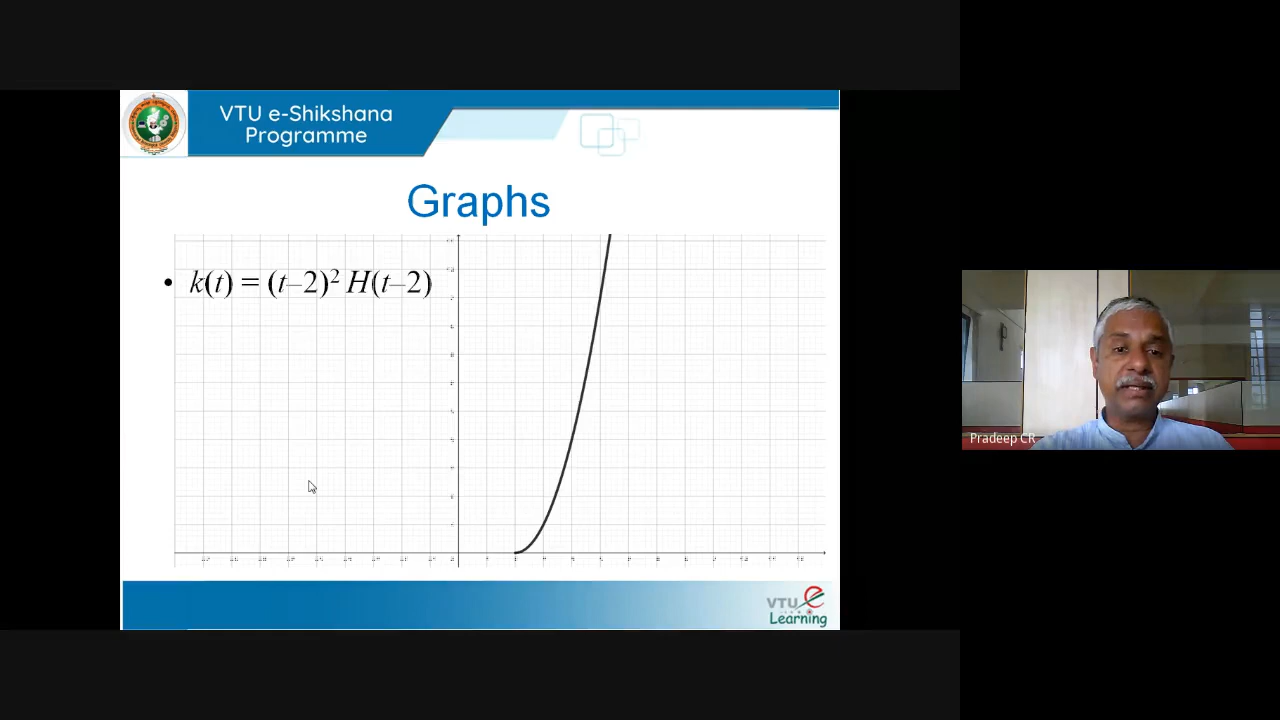 VTU e-Shikshana
Programme
Graphs
• k(t) = (t–2)² H(t–2)
Pradeep CR
VTU e
Learning